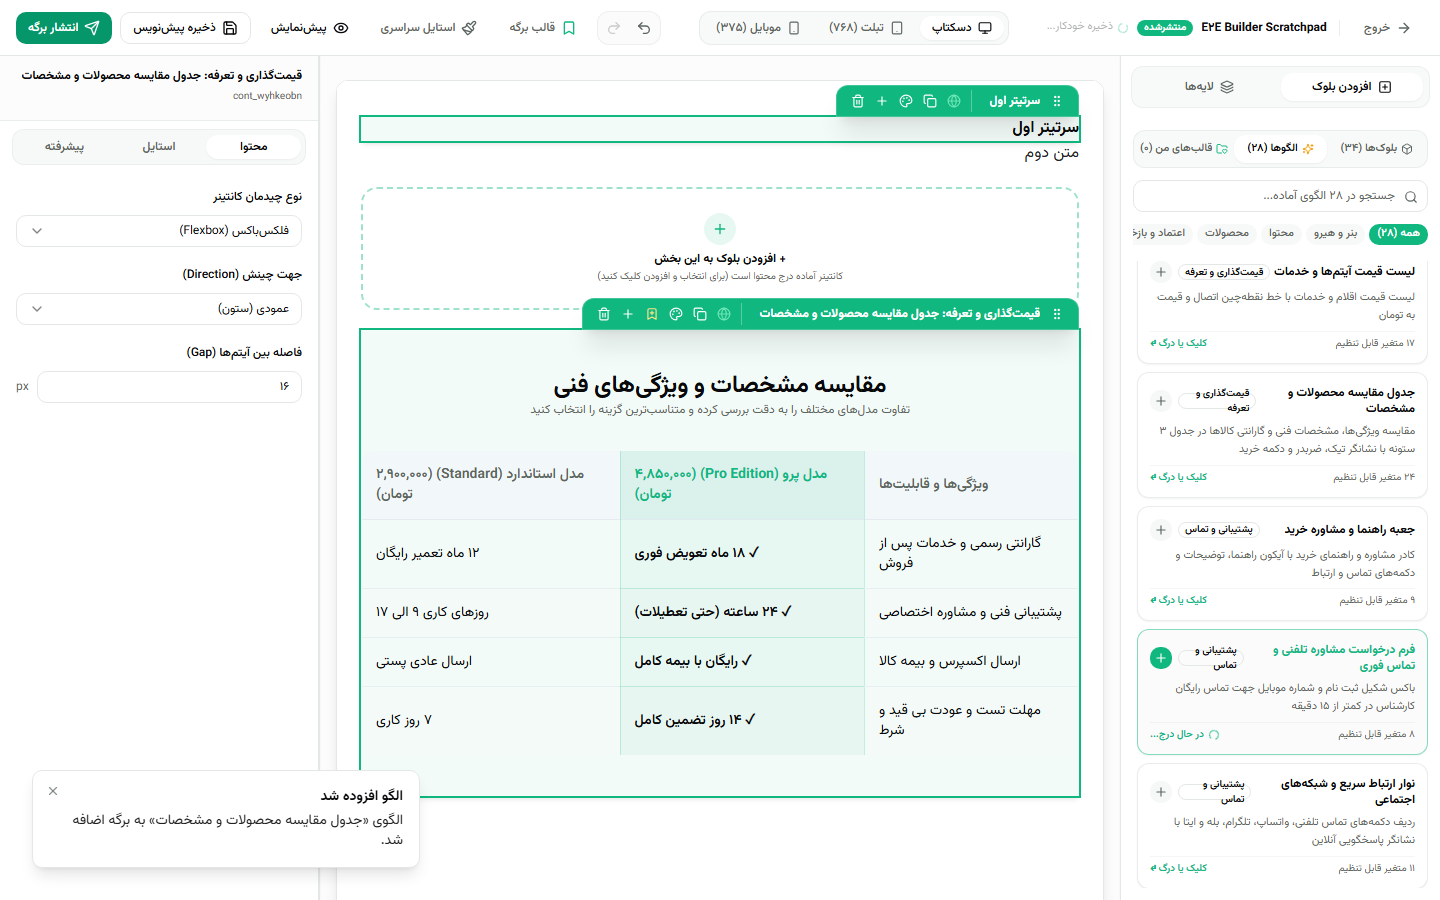 خروج
E2E Builder Scratchpad
منتشرشده
ذخیره خودکار...
دسکتاپ
تبلت (۷۶۸)
موبایل (۳۷۵)
قالب برگه
استایل سراسری
پیش‌نمایش
ذخیره پیش‌نویس
انتشار برگه
افزودن بلوک
لایه‌ها
بلوک‌ها (۳۴)
الگوها (۲۸)
قالب‌های من (۰)
جستجو در ۲۸ الگوی آماده...
همه (۲۸)
بنر و هیرو
محتوا
محصولات
اعتماد و بازخ
لیست قیمت آیتم‌ها و خدمات
قیمت‌گذاری و تعرفه
لیست قیمت اقلام و خدمات با خط نقطه‌چین اتصال و قیمت
به تومان
۱۷ متغیر قابل تنظیم
کلیک یا درگ
جدول مقایسه محصولات و
مشخصات
قیمت‌گذاری و
تعرفه
مقایسه ویژگی‌ها، مشخصات فنی و گارانتی کالاها در جدول ۳
ستونه با نشانگر تیک، ضربدر و دکمه خرید
۲۴ متغیر قابل تنظیم
کلیک یا درگ
جعبه راهنما و مشاوره خرید
پشتیبانی و تماس
کادر مشاوره و راهنمای خرید با آیکون راهنما، توضیحات و
دکمه‌های تماس و ارتباط
۹ متغیر قابل تنظیم
کلیک یا درگ
فرم درخواست مشاوره تلفنی و
تماس فوری
پشتیبانی و
تماس
باکس شکیل ثبت نام و شماره موبایل جهت تماس رایگان
کارشناس در کمتر از ۱۵ دقیقه
۸ متغیر قابل تنظیم
در حال درج...
نوار ارتباط سریع و شبکه‌های
اجتماعی
پشتیبانی و
تماس
ردیف دکمه‌های تماس تلفنی، واتساپ، تلگرام، بله و ایتا با
نشانگر پاسخگویی آنلاین
۱۱ متغیر قابل تنظیم
کلیک یا درگ
سرتیتر اول
سرتیتر اول
متن دوم
+ افزودن بلوک به این بخش
کانتینر آماده درج محتوا است (برای انتخاب و افزودن کلیک کنید)
قیمت‌گذاری و تعرفه: جدول مقایسه محصولات و مشخصات
مقایسه مشخصات و ویژگی‌های فنی
تفاوت مدل‌های مختلف را به دقت بررسی کرده و متناسب‌ترین گزینه را انتخاب کنید
ویژگی‌ها و قابلیت‌ها
مدل پرو (Pro Edition) (۴,۸۵۰,۰۰۰
تومان)
مدل استاندارد (Standard) (۲,۹۰۰,۰۰۰
تومان)
گارانتی رسمی و خدمات پس از
فروش
✓ ۱۸ ماه تعویض فوری
۱۲ ماه تعمیر رایگان
پشتیبانی فنی و مشاوره اختصاصی
✓ ۲۴ ساعته (حتی تعطیلات)
روزهای کاری ۹ الی ۱۷
ارسال اکسپرس و بیمه کالا
✓ رایگان با بیمه کامل
ارسال عادی پستی
مهلت تست و عودت بی قید و
شرط
✓ ۱۴ روز تضمین کامل
۷ روز کاری
قیمت‌گذاری و تعرفه: جدول مقایسه محصولات و مشخصات
cont_wyhkeobn
محتوا
استایل
پیشرفته
نوع چیدمان کانتینر
فلکس‌باکس (Flexbox)
جهت چینش (Direction)
عمودی (ستون)
فاصله بین آیتم‌ها (Gap)
۱۶
px
الگو افزوده شد
الگوی «جدول مقایسه محصولات و مشخصات» به برگه اضافه
شد.